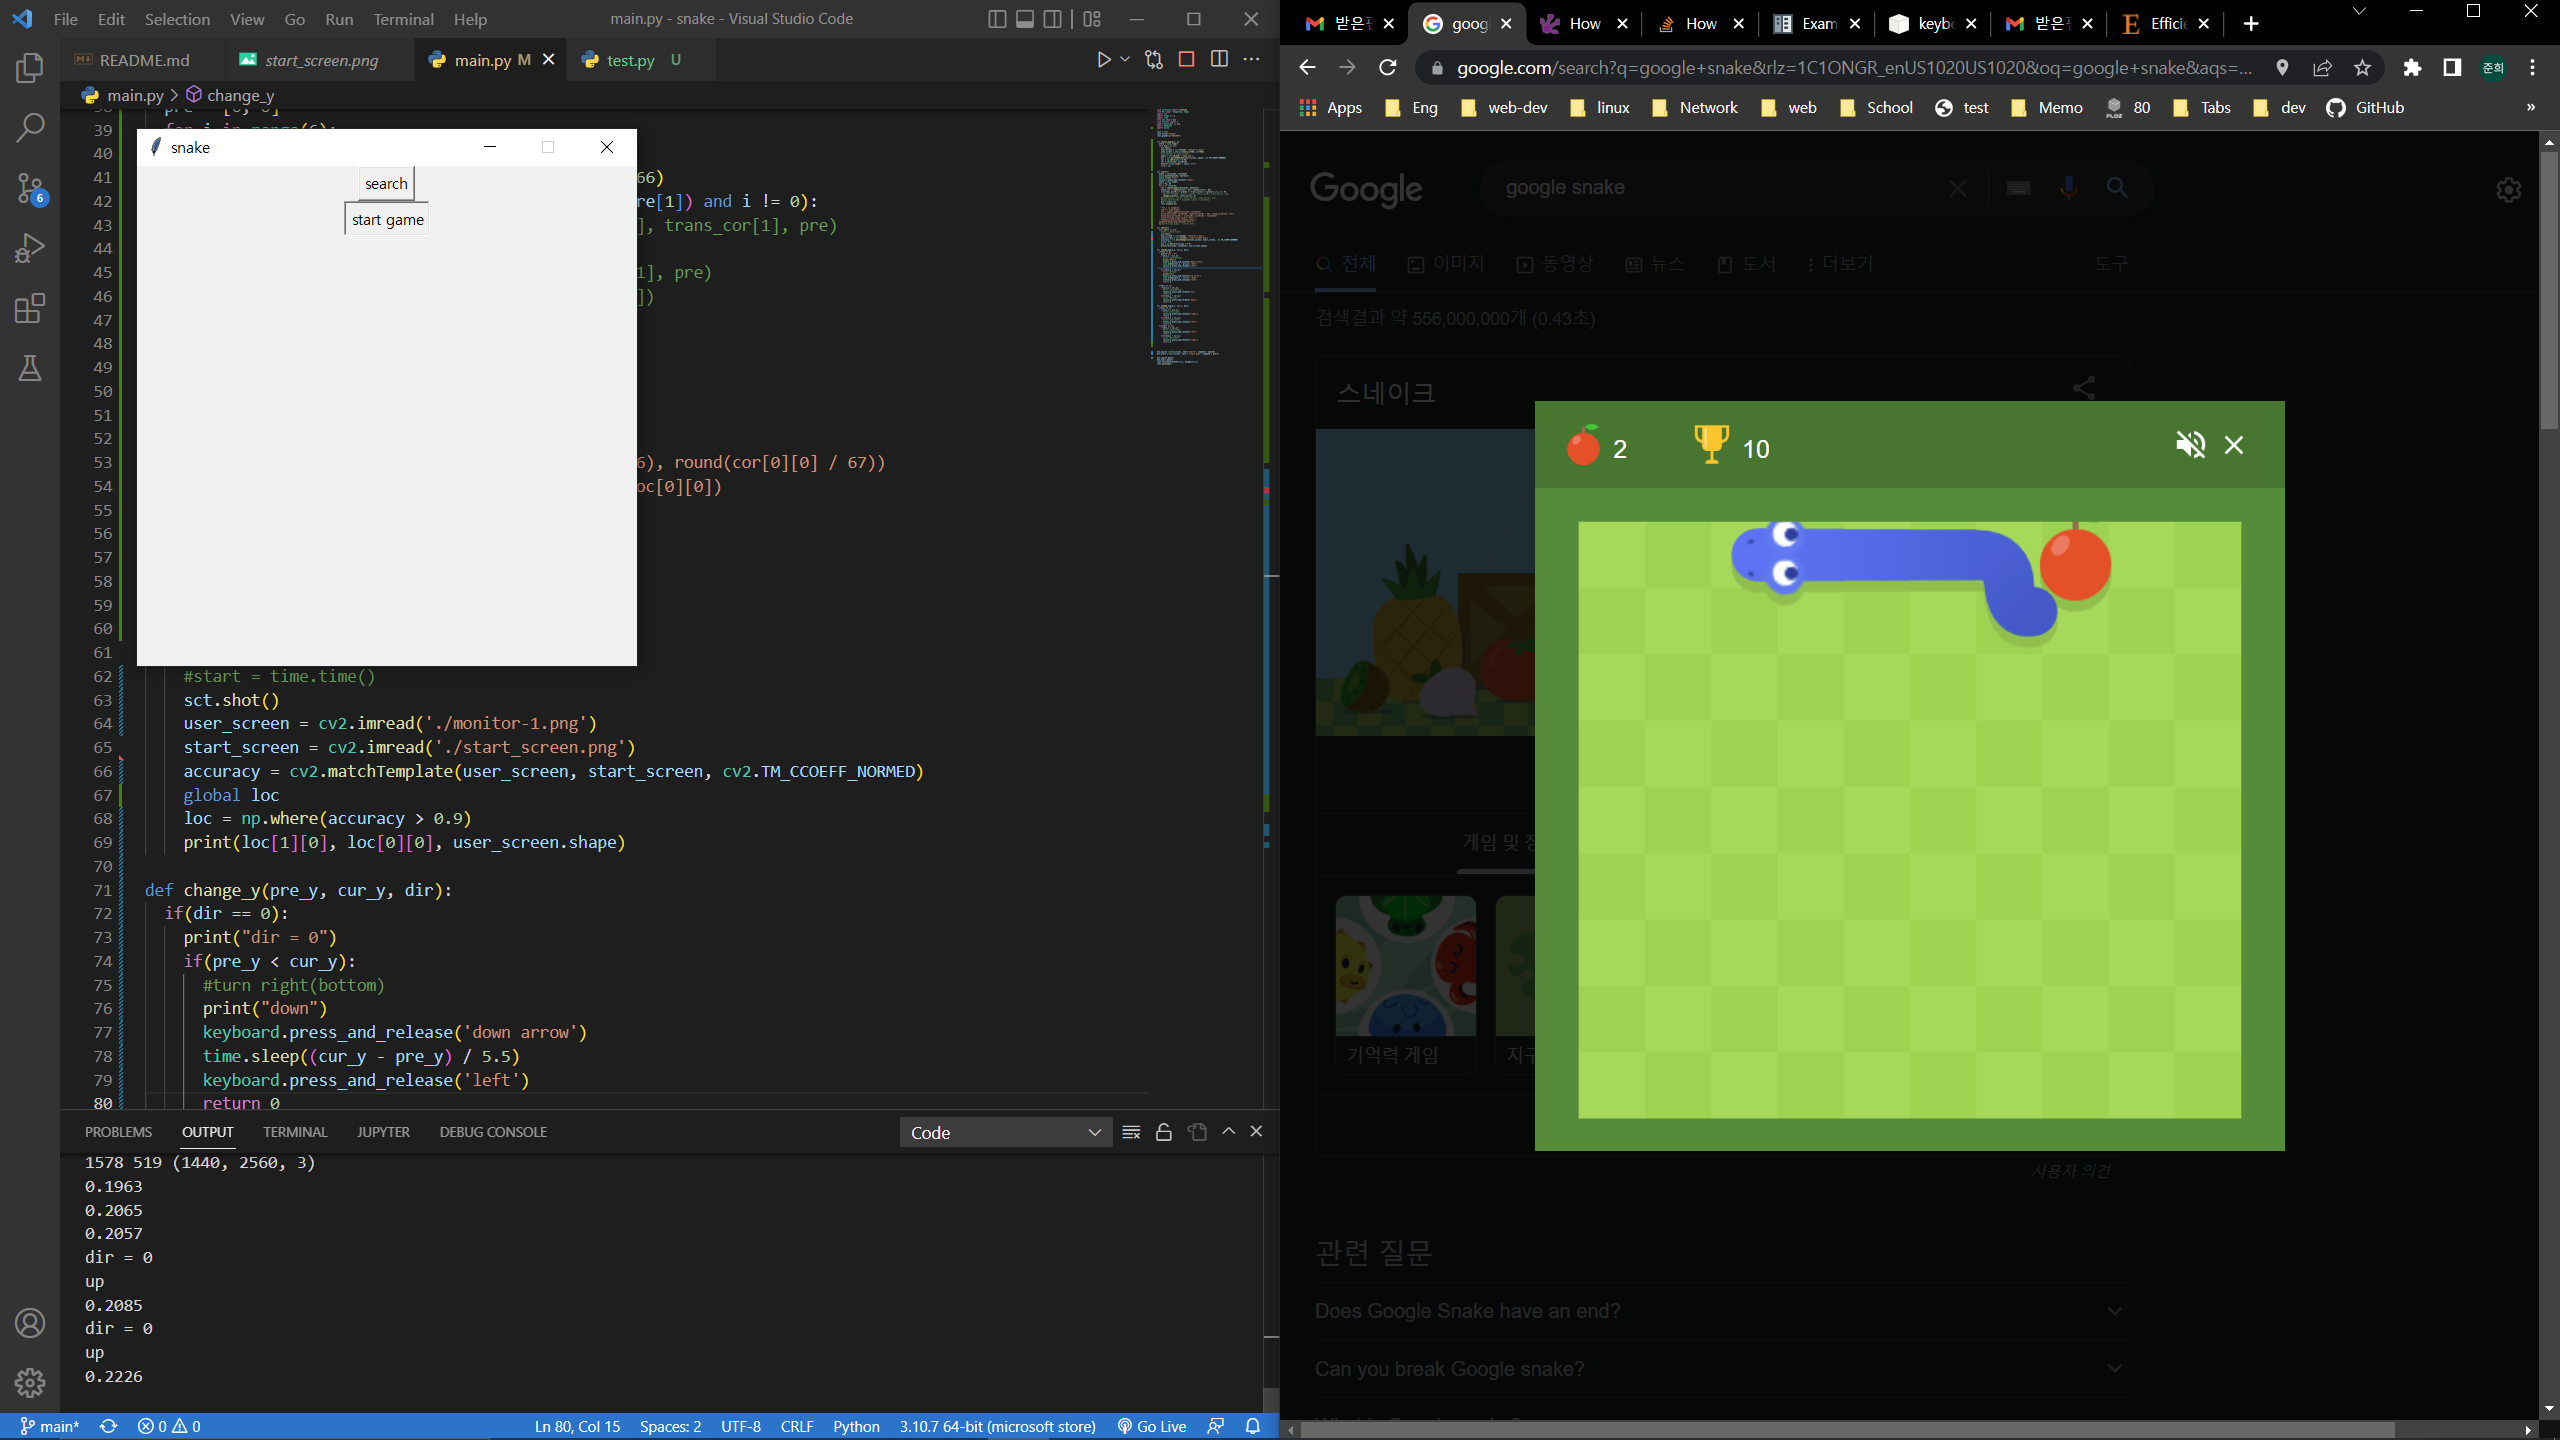 File Edit Selection View Go Run Terminal Help
main.py - snake - Visual Studio Code
README.md
start_screen.png
main.py M
test.py U
main.py > change_y
snake
search
start game
39
40
41 66)
42 re[1]) and i != 0):
43 ], trans_cor[1], pre)
44
45 1], pre)
46 ])
47
48
49
50
51
52
53 6), round(cor[0][0] / 67))
54 oc[0][0])
55
56
57
58
59
60
61
62 #start = time.time()
63 sct.shot()
64 user_screen = cv2.imread('./monitor-1.png')
65 start_screen = cv2.imread('./start_screen.png')
66 accuracy = cv2.matchTemplate(user_screen, start_screen, cv2.TM_CCOEFF_NORMED)
67 global loc
68 loc = np.where(accuracy > 0.9)
69 print(loc[1][0], loc[0][0], user_screen.shape)
70
71 def change_y(pre_y, cur_y, dir):
72 if(dir == 0):
73 print("dir = 0")
74 if(pre_y < cur_y):
75 #turn right(bottom)
76 print("down")
77 keyboard.press_and_release('down arrow')
78 time.sleep((cur_y - pre_y) / 5.5)
79 keyboard.press_and_release('left')
80 return 0
6
PROBLEMS OUTPUT TERMINAL JUPYTER DEBUG CONSOLE
Code
1578 519 (1440, 2560, 3)
0.1963
0.2065
0.2057
dir = 0
up
0.2085
dir = 0
up
0.2226
main* 0 0
Ln 80, Col 15 Spaces: 2 UTF-8 CRLF Python 3.10.7 64-bit (microsoft store) Go Live
받은 goog How How Exam keyb 받은 Effici
google.com/search?q=google+snake&rlz=1C1ONGR_enUS1020US1020&oq=google+snake&aqs=...
준희
Apps Eng web-dev linux Network web School test Memo 80 Tabs dev GitHub »
Google
google snake
전체 이미지 동영상 뉴스 도서 더보기 도구
검색결과 약 556,000,000개 (0.43초)
스네이크
2 10
게임 및
기억력 게임
지구
사용자 의견
관련 질문
Does Google Snake have an end?
Can you break Google snake?